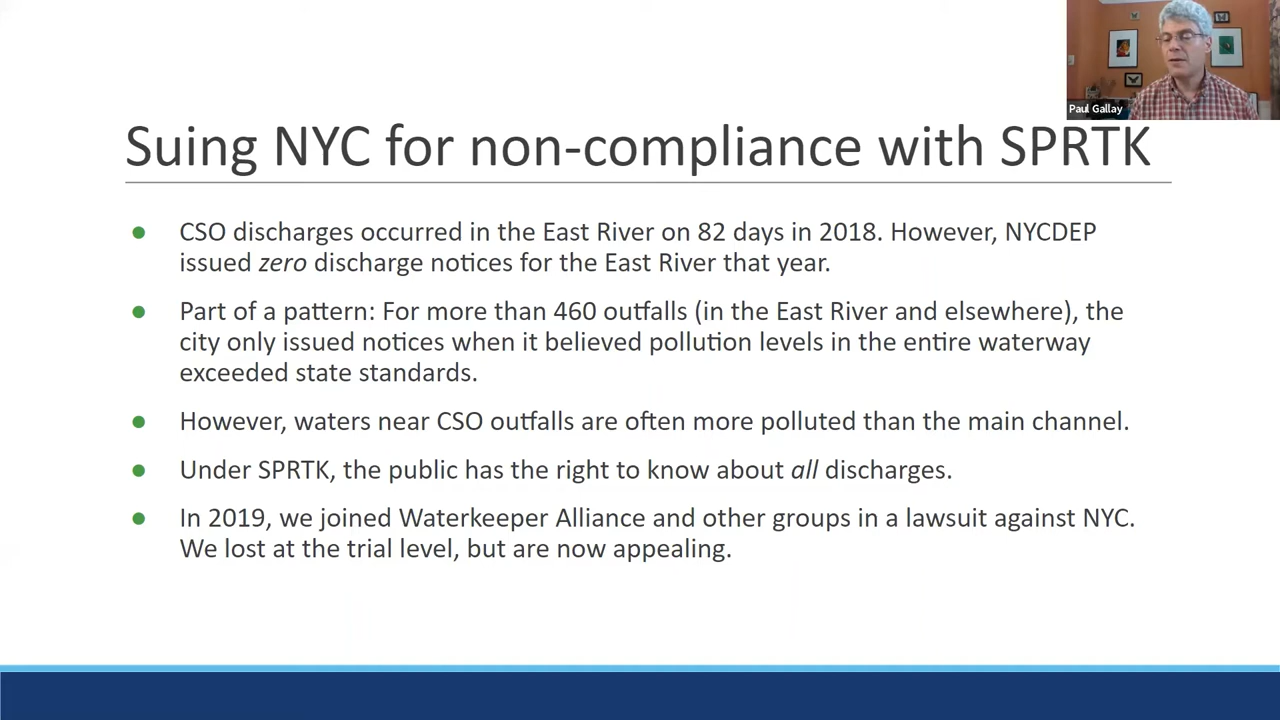 Paul Gallay
Suing NYC for non-compliance with SPRTK
● CSO discharges occurred in the East River on 82 days in 2018. However, NYCDEP
issued zero discharge notices for the East River that year.
● Part of a pattern: For more than 460 outfalls (in the East River and elsewhere), the
city only issued notices when it believed pollution levels in the entire waterway
exceeded state standards.
● However, waters near CSO outfalls are often more polluted than the main channel.
● Under SPRTK, the public has the right to know about all discharges.
● In 2019, we joined Waterkeeper Alliance and other groups in a lawsuit against NYC.
We lost at the trial level, but are now appealing.